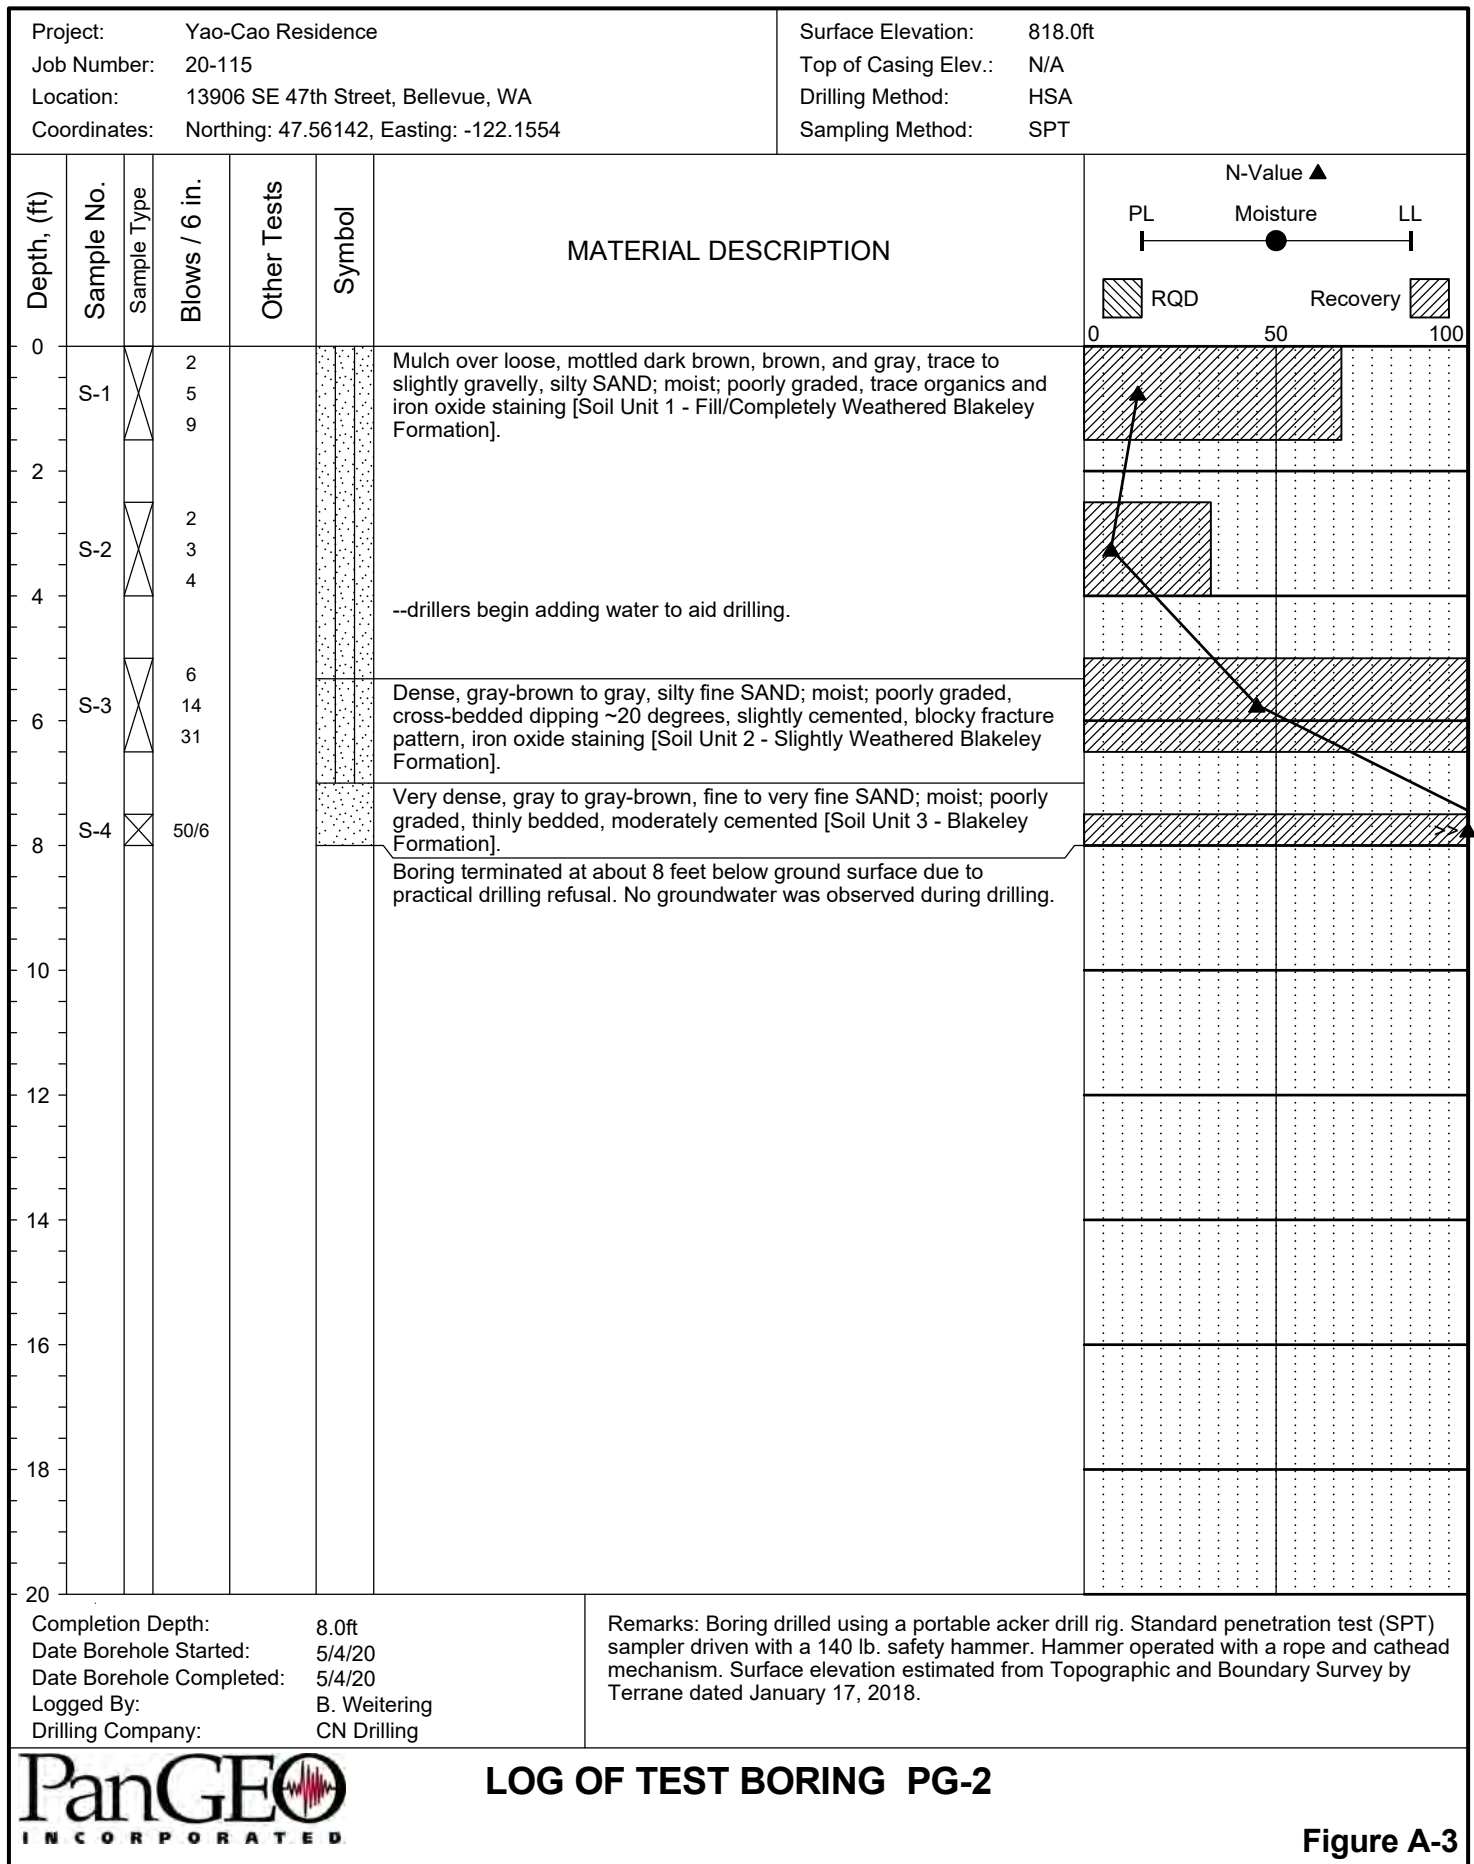 Project: Yao-Cao Residence
Job Number: 20-115
Location: 13906 SE 47th Street, Bellevue, WA
Coordinates: Northing: 47.56142, Easting: -122.1554
Surface Elevation: 818.0ft
Top of Casing Elev.: N/A
Drilling Method: HSA
Sampling Method: SPT
Depth, (ft)
Sample No.
Sample Type
Blows / 6 in.
Other Tests
Symbol
MATERIAL DESCRIPTION
N-Value ▲
PL Moisture LL
RQD Recovery
0 50 100
0
S-1
2
5
9
Mulch over loose, mottled dark brown, brown, and gray, trace to
slightly gravelly, silty SAND; moist; poorly graded, trace organics and
iron oxide staining [Soil Unit 1 - Fill/Completely Weathered Blakeley
Formation].
2
S-2
2
3
4
4
--drillers begin adding water to aid drilling.
S-3
6
14
31
6
Dense, gray-brown to gray, silty fine SAND; moist; poorly graded,
cross-bedded dipping ~20 degrees, slightly cemented, blocky fracture
pattern, iron oxide staining [Soil Unit 2 - Slightly Weathered Blakeley
Formation].
S-4
50/6
Very dense, gray to gray-brown, fine to very fine SAND; moist; poorly
graded, thinly bedded, moderately cemented [Soil Unit 3 - Blakeley
Formation].
>>
8
Boring terminated at about 8 feet below ground surface due to
practical drilling refusal. No groundwater was observed during drilling.
10
12
14
16
18
20
Completion Depth: 8.0ft
Date Borehole Started: 5/4/20
Date Borehole Completed: 5/4/20
Logged By: B. Weitering
Drilling Company: CN Drilling
Remarks: Boring drilled using a portable acker drill rig. Standard penetration test (SPT)
sampler driven with a 140 lb. safety hammer. Hammer operated with a rope and cathead
mechanism. Surface elevation estimated from Topographic and Boundary Survey by
Terrane dated January 17, 2018.
PanGEO
INCORPORATED
LOG OF TEST BORING PG-2
Figure A-3